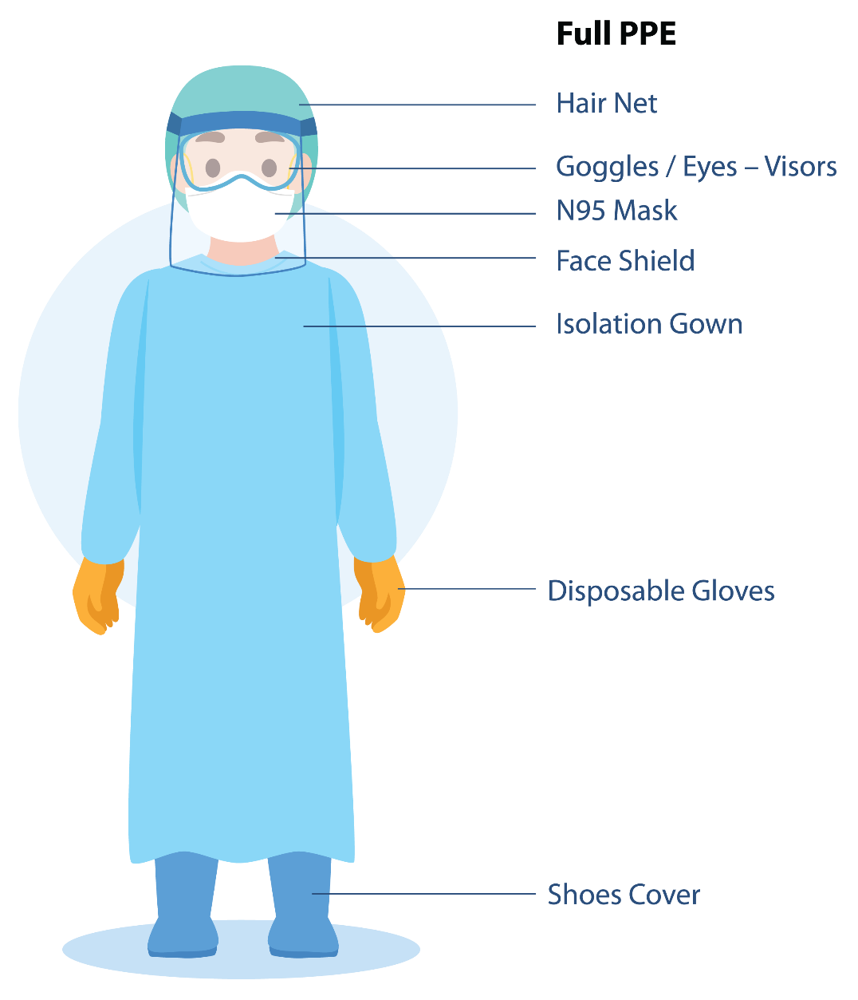 Full PPE
Hair Net
Goggles / Eyes – Visors
N95 Mask
Face Shield
Isolation Gown
Disposable Gloves
Shoes Cover